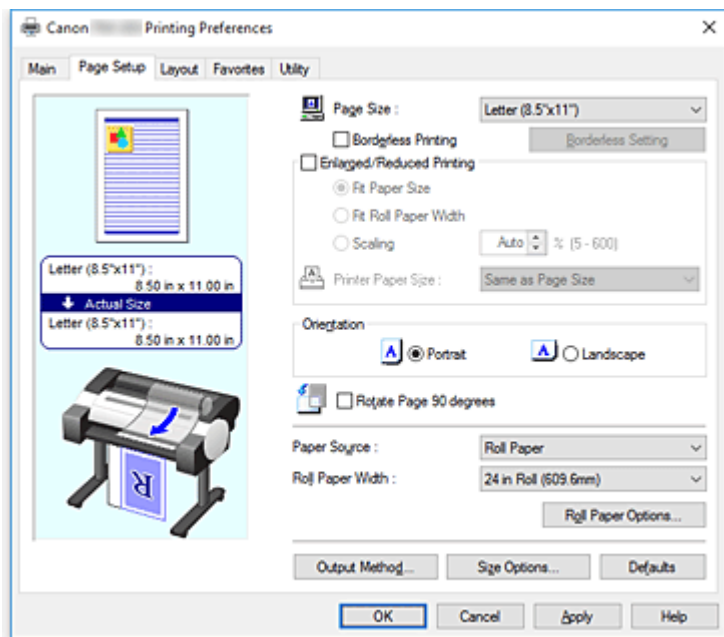 Canon Printing Preferences
Main Page Setup Layout Favorites Utility
Page Size : Letter (8.5"x11")
Borderless Printing Borderless Setting
Enlarged/Reduced Printing
Fit Paper Size
Fit Roll Paper Width
Scaling Auto % (5 - 600)
Printer Paper Size : Same as Page Size
Letter (8.5"x11") :
8.50 in x 11.00 in
Actual Size
Letter (8.5"x11") :
8.50 in x 11.00 in
Orientation
A Portrait A Landscape
Rotate Page 90 degrees
R
Paper Source : Roll Paper
Roll Paper Width : 24 in Roll (609.6mm)
Roll Paper Options...
Output Method... Size Options... Defaults
OK Cancel Apply Help